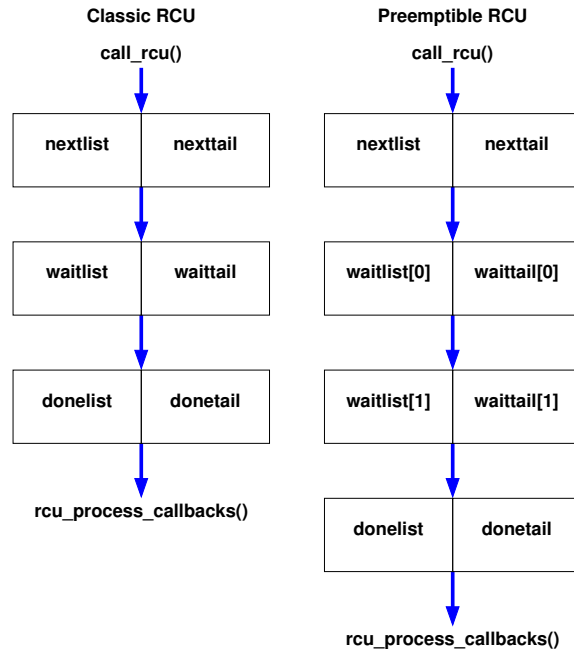 Classic RCU
call_rcu()
nextlist nexttail
waitlist waittail
donelist donetail
rcu_process_callbacks()
Preemptible RCU
call_rcu()
nextlist nexttail
waitlist[0] waittail[0]
waitlist[1] waittail[1]
donelist donetail
rcu_process_callbacks()